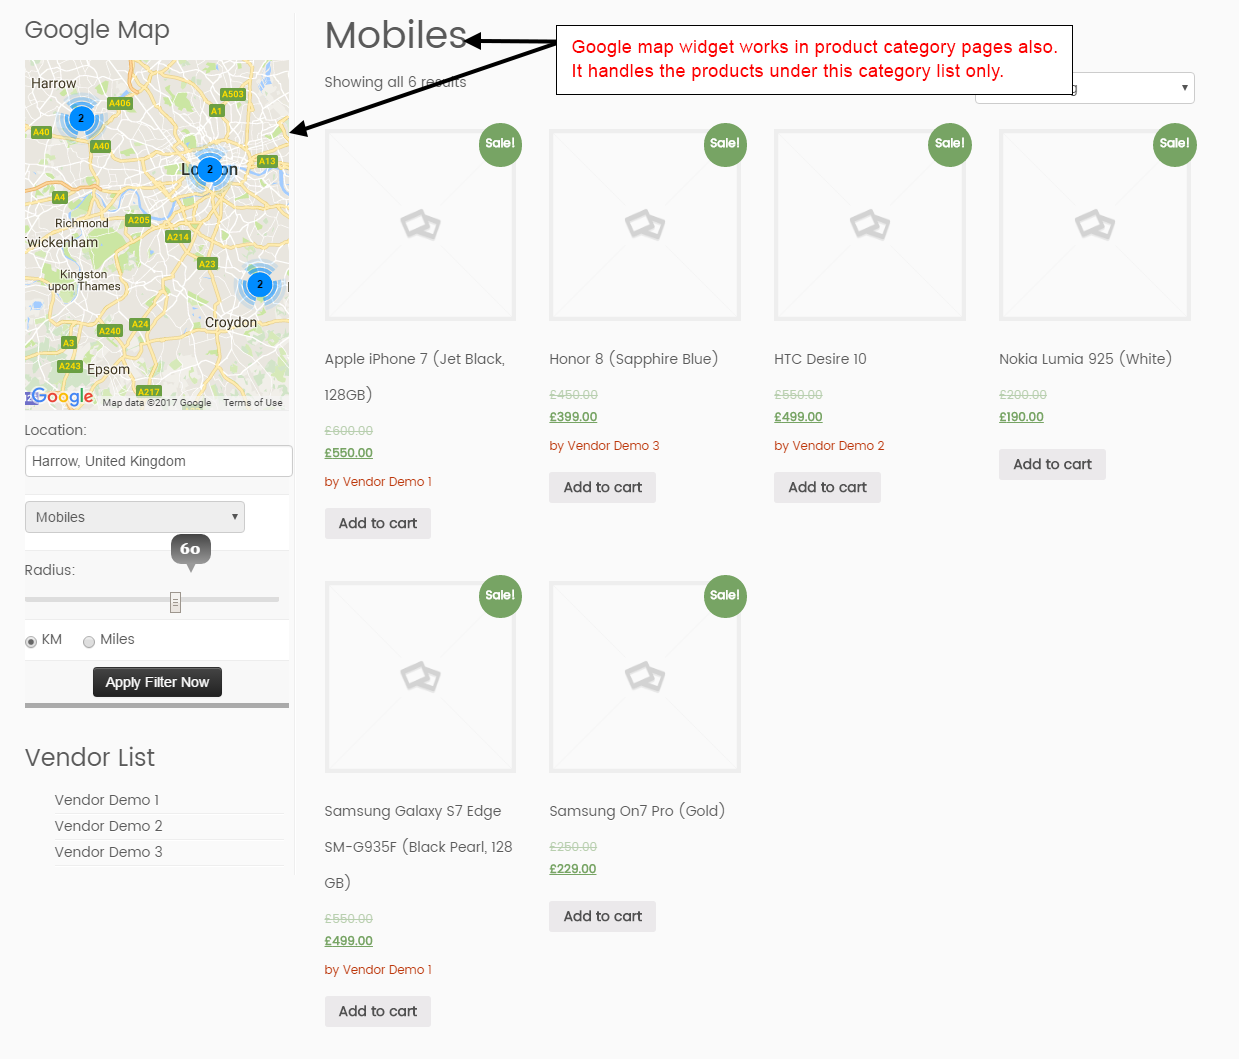 Google Map
Harrow
A406
A503
A1
2
A40
A40
London
2
A13
A4
Richmond
A205
A214
Twickenham
A23
Kingston
upon Thames
2
Croydon
A24
A240
A3
A243
Epsom
A217
Google
Map data ©2017 Google
Terms of Use
Location:
Harrow, United Kingdom
Mobiles
60
Radius:
KM
Miles
Apply Filter Now
Vendor List
Vendor Demo 1
Vendor Demo 2
Vendor Demo 3
Mobiles
Google map widget works in product category pages also.
It handles the products under this category list only.
Showing all 6 results
Sale!
Sale!
Sale!
Sale!
Apple iPhone 7 (Jet Black,
128GB)
£600.00
£550.00
by Vendor Demo 1
Add to cart
Honor 8 (Sapphire Blue)
£450.00
£399.00
by Vendor Demo 3
Add to cart
HTC Desire 10
£550.00
£499.00
by Vendor Demo 2
Add to cart
Nokia Lumia 925 (White)
£200.00
£190.00
Add to cart
Sale!
Sale!
Samsung Galaxy S7 Edge
SM-G935F (Black Pearl, 128
GB)
£550.00
£499.00
by Vendor Demo 1
Add to cart
Samsung On7 Pro (Gold)
£250.00
£229.00
Add to cart